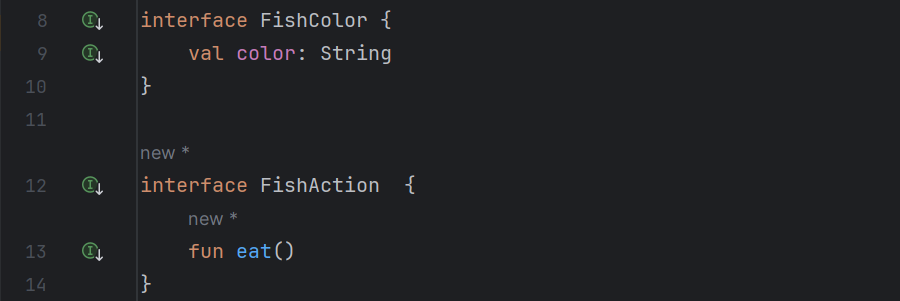 8 interface FishColor {
9 val color: String
10 }
11
new *
12 interface FishAction  {
new *
13 fun eat()
14 }